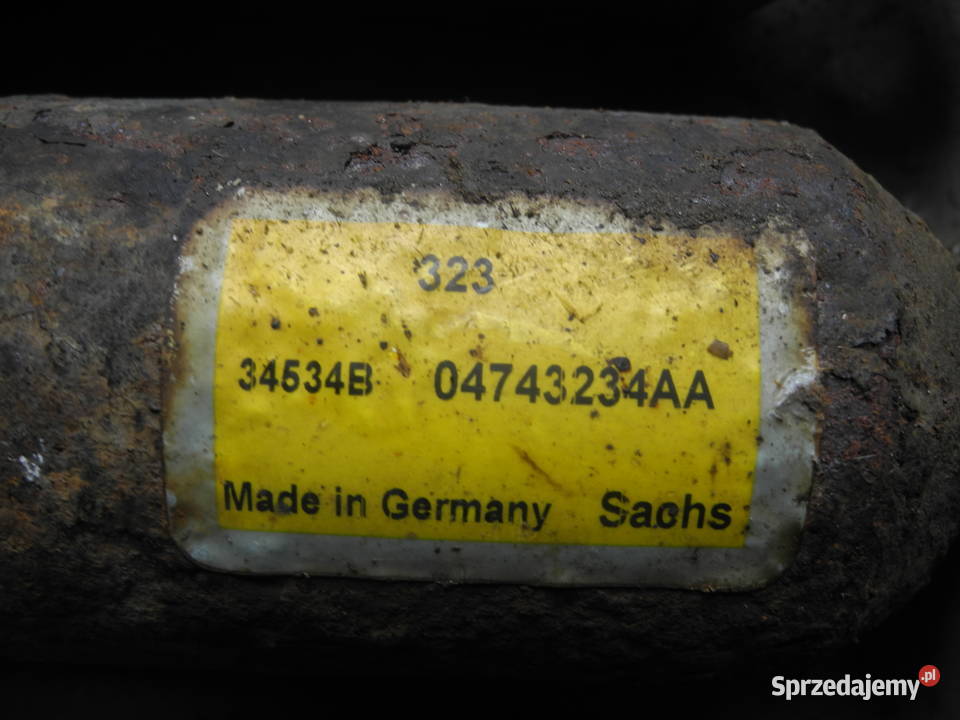 323
34534B 04743234AA
Made in Germany Sachs
Sprzedajemy.pl